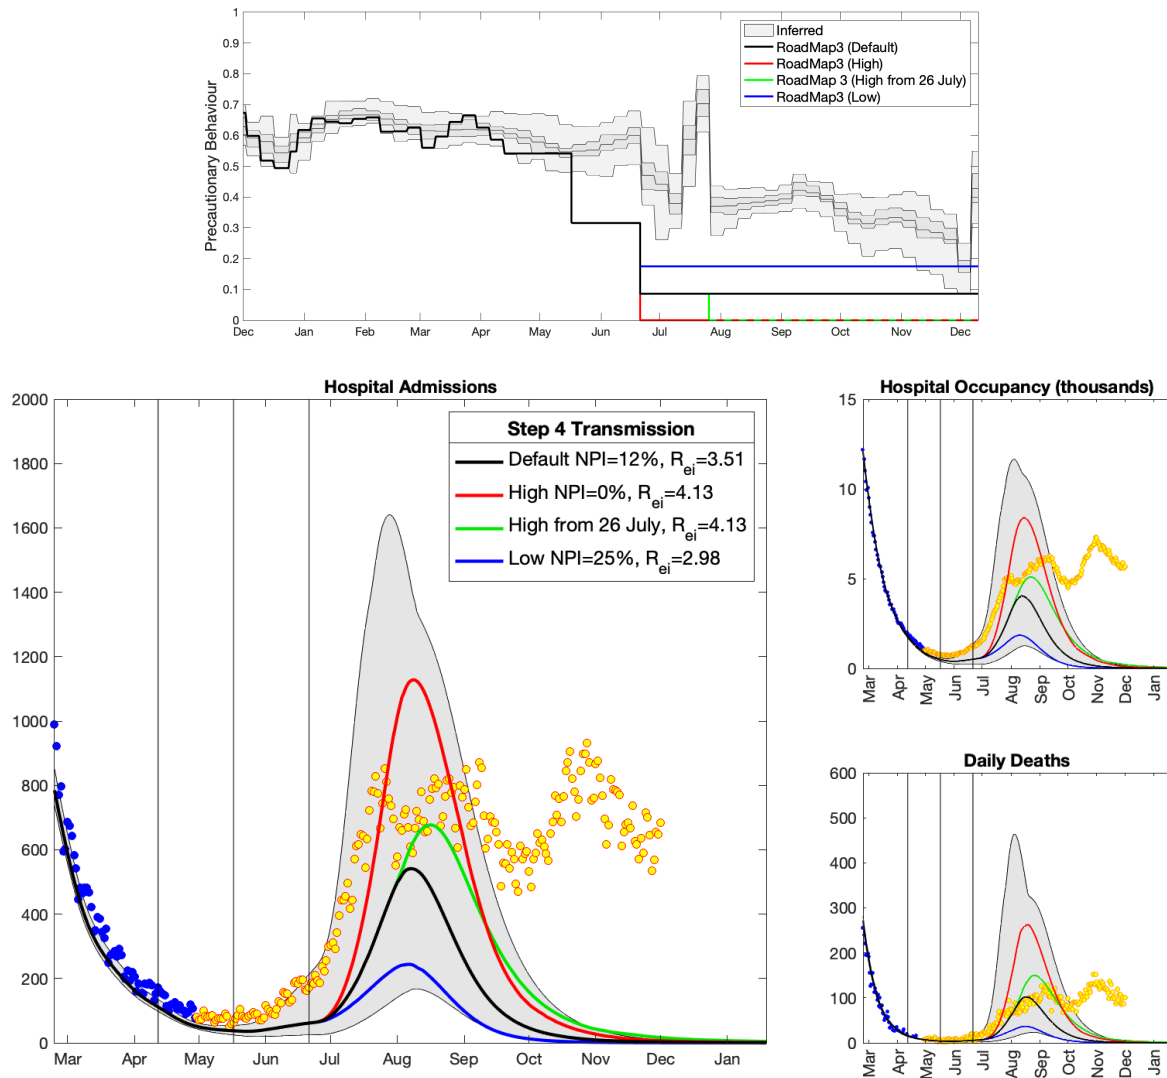 Precautionary Behaviour
1
0.9
0.8
0.7
0.6
0.5
0.4
0.3
0.2
0.1
0
Dec Jan Feb Mar Apr May Jun Jul Aug Sep Oct Nov Dec
Inferred
RoadMap3 (Default)
RoadMap3 (High)
RoadMap 3 (High from 26 July)
RoadMap3 (Low)
Hospital Admissions
2000
1800
1600
1400
1200
1000
800
600
400
200
0
Mar Apr May Jun Jul Aug Sep Oct Nov Dec Jan
Step 4 Transmission
Default NPI=12%, Rei=3.51
High NPI=0%, Rei=4.13
High from 26 July, Rei=4.13
Low NPI=25%, Rei=2.98
Hospital Occupancy (thousands)
15
10
5
0
Mar Apr May Jun Jul Aug Sep Oct Nov Dec Jan
Daily Deaths
600
500
400
300
200
100
0
Mar Apr May Jun Jul Aug Sep Oct Nov Dec Jan